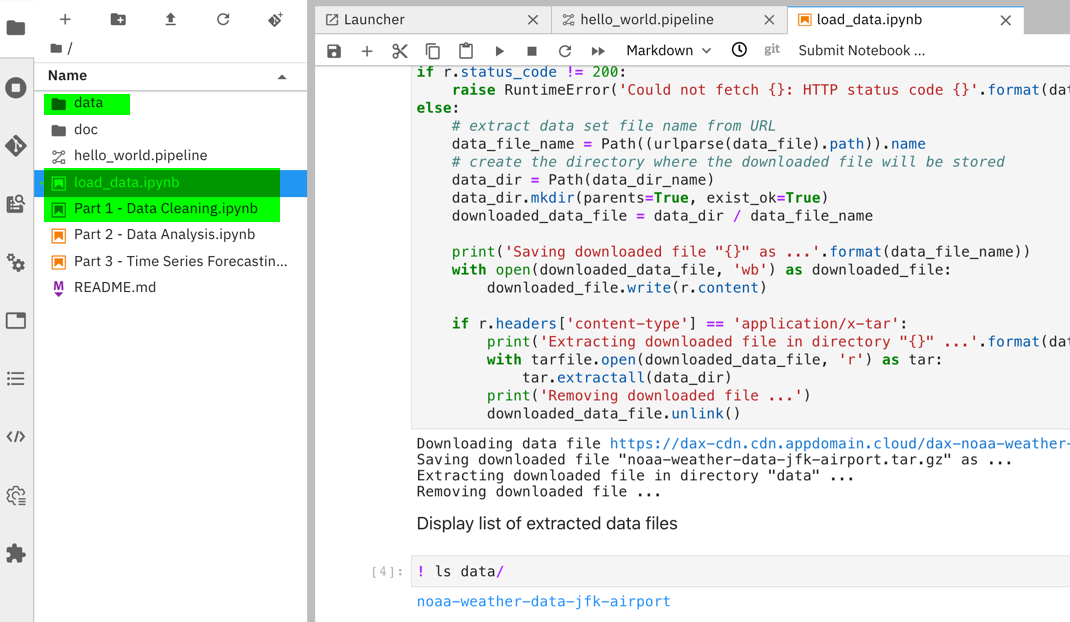 /
Name
data
doc
hello_world.pipeline
load_data.ipynb
Part 1 - Data Cleaning.ipynb
Part 2 - Data Analysis.ipynb
Part 3 - Time Series Forecastin...
M README.md
Launcher
hello_world.pipeline
load_data.ipynb
Markdown
git
Submit Notebook ...
if r.status_code != 200:
raise RuntimeError('Could not fetch {}: HTTP status code {}'.format(dat
else:
# extract data set file name from URL
data_file_name = Path((urlparse(data_file).path)).name
# create the directory where the downloaded file will be stored
data_dir = Path(data_dir_name)
data_dir.mkdir(parents=True, exist_ok=True)
downloaded_data_file = data_dir / data_file_name
print('Saving downloaded file "{}" as ...'.format(data_file_name))
with open(downloaded_data_file, 'wb') as downloaded_file:
downloaded_file.write(r.content)
if r.headers['content-type'] == 'application/x-tar':
print('Extracting downloaded file in directory "{}" ...'.format(dat
with tarfile.open(downloaded_data_file, 'r') as tar:
tar.extractall(data_dir)
print('Removing downloaded file ...')
downloaded_data_file.unlink()
Downloading data file https://dax-cdn.cdn.appdomain.cloud/dax-noaa-weather-
Saving downloaded file "noaa-weather-data-jfk-airport.tar.gz" as ...
Extracting downloaded file in directory "data" ...
Removing downloaded file ...
Display list of extracted data files
[4]: ! ls data/
noaa-weather-data-jfk-airport